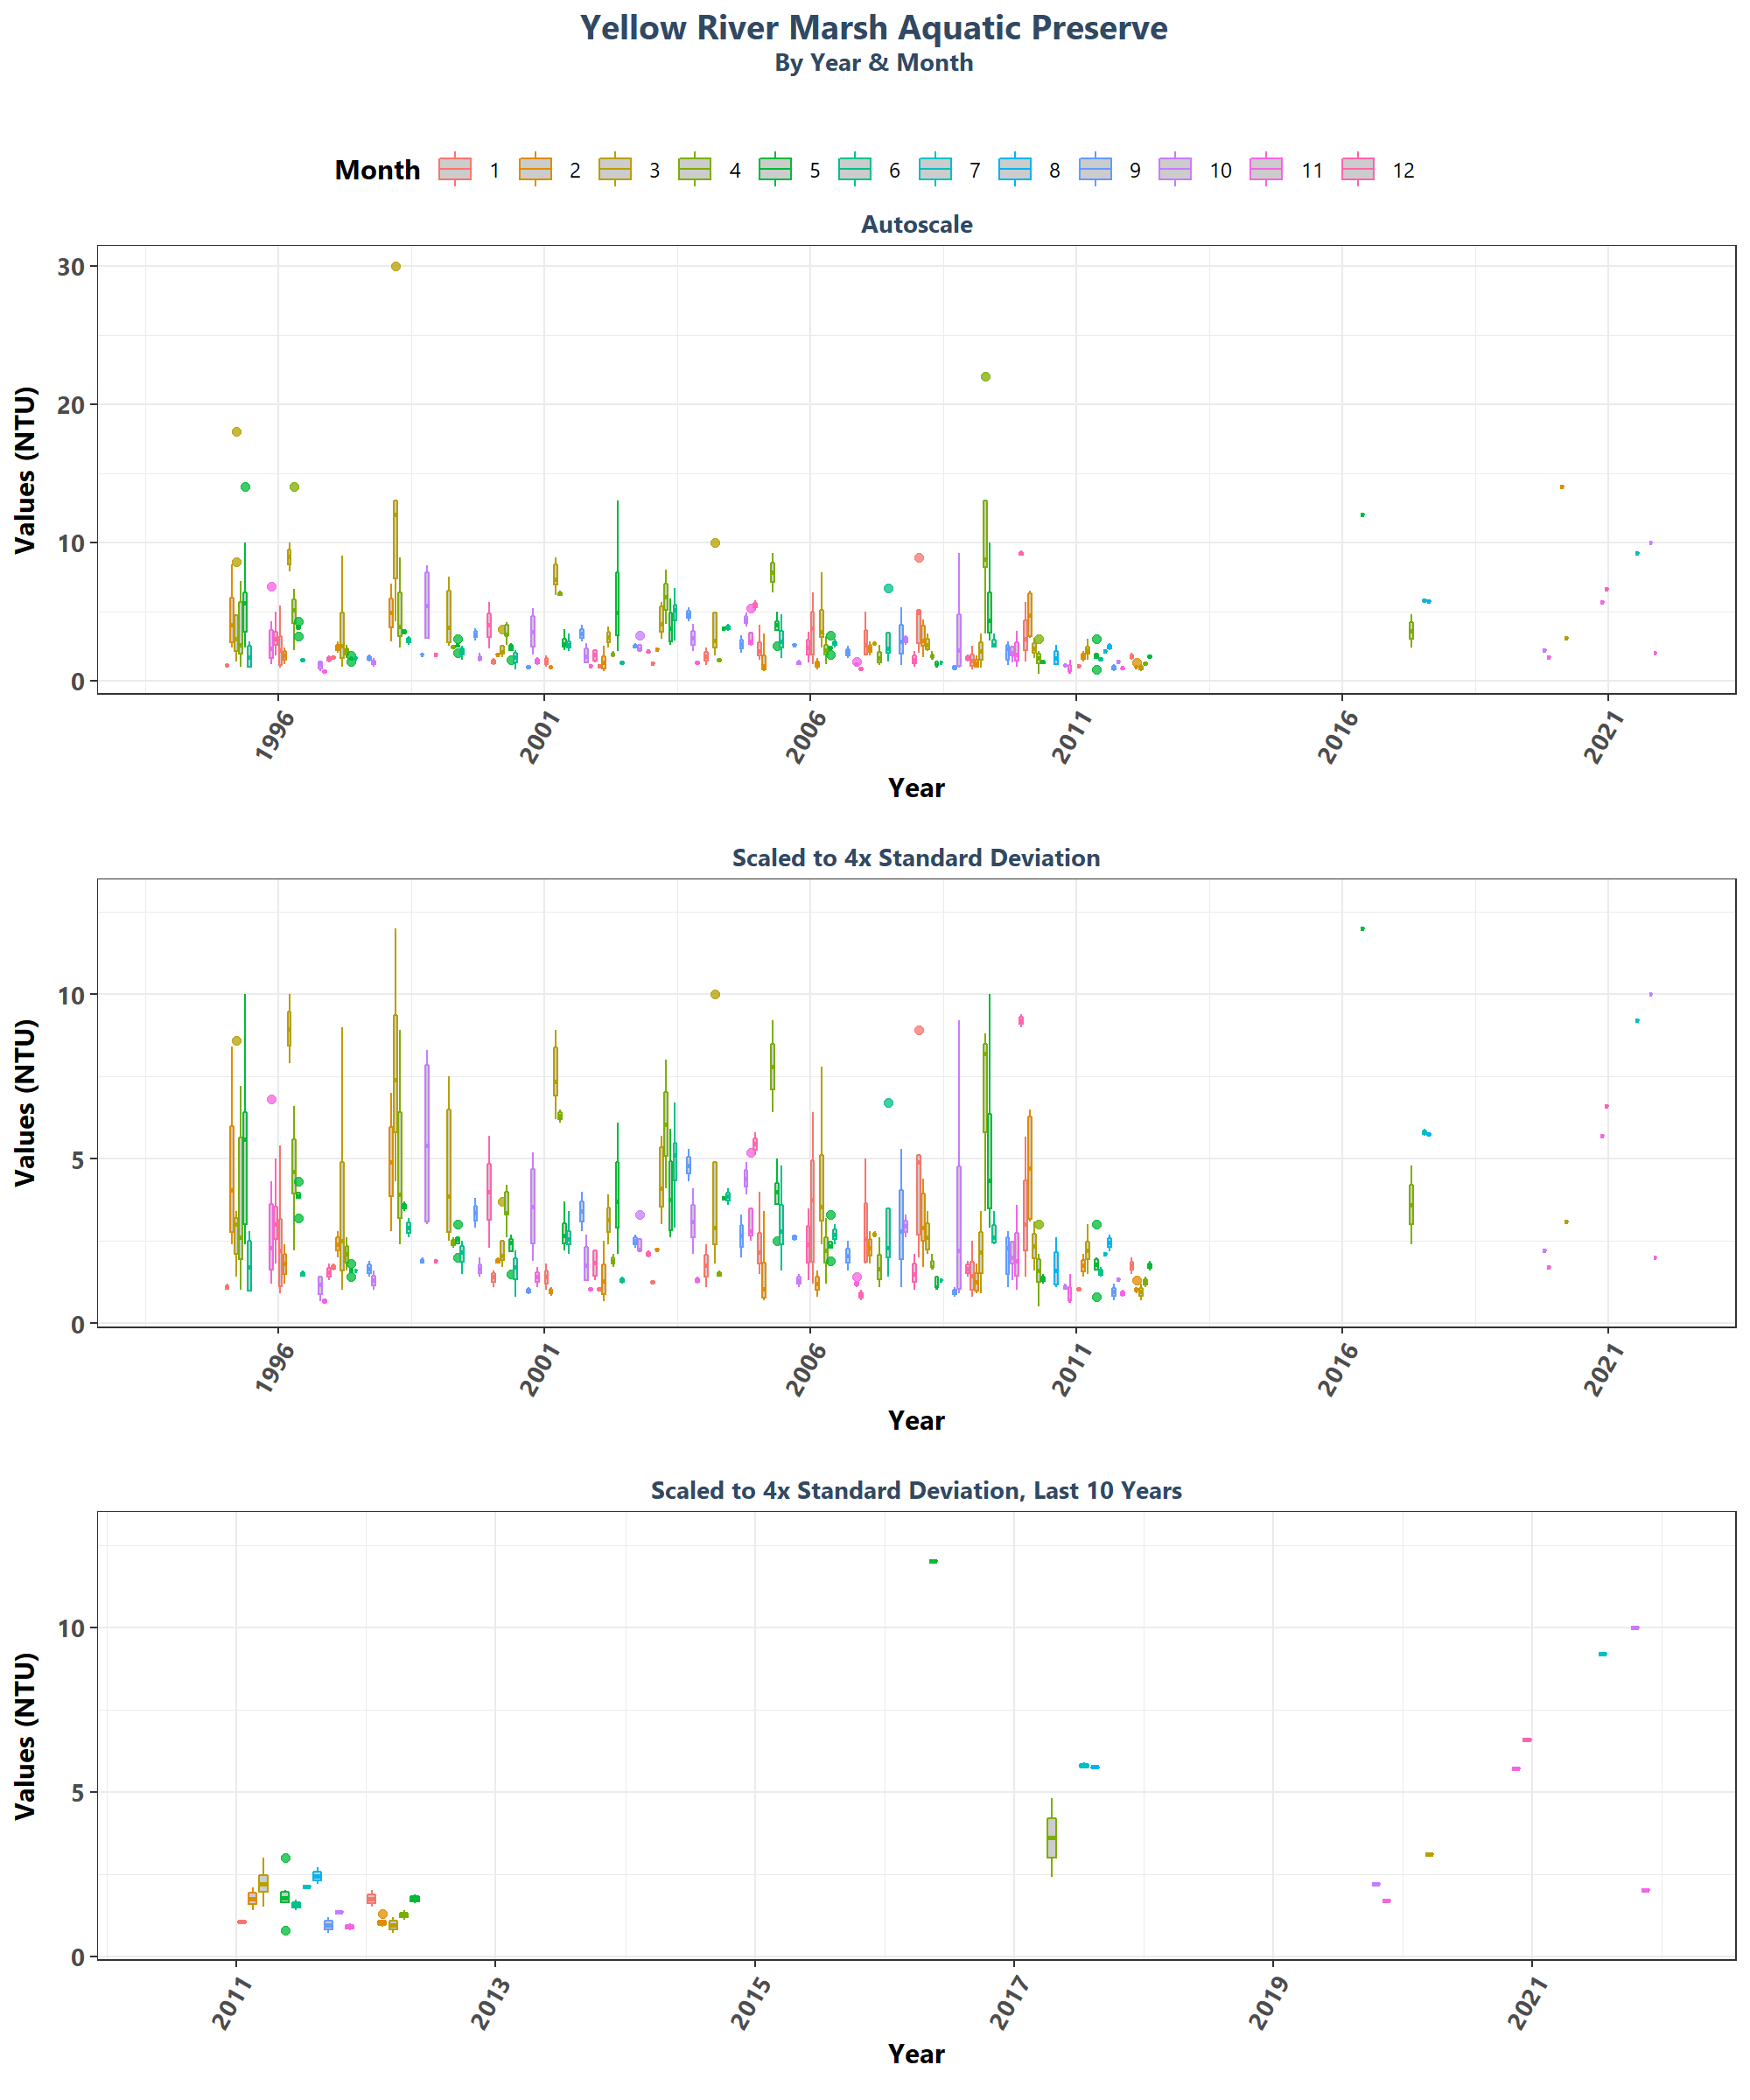 Yellow River Marsh Aquatic Preserve
By Year & Month
Month 1 2 3 4 5 6 7 8 9 10 11 12
Autoscale
Values (NTU)
30
20
10
0
1996 2001 2006 2011 2016 2021
Year
Scaled to 4x Standard Deviation
Values (NTU)
10
5
0
1996 2001 2006 2011 2016 2021
Year
Scaled to 4x Standard Deviation, Last 10 Years
Values (NTU)
10
5
0
2011 2013 2015 2017 2019 2021
Year